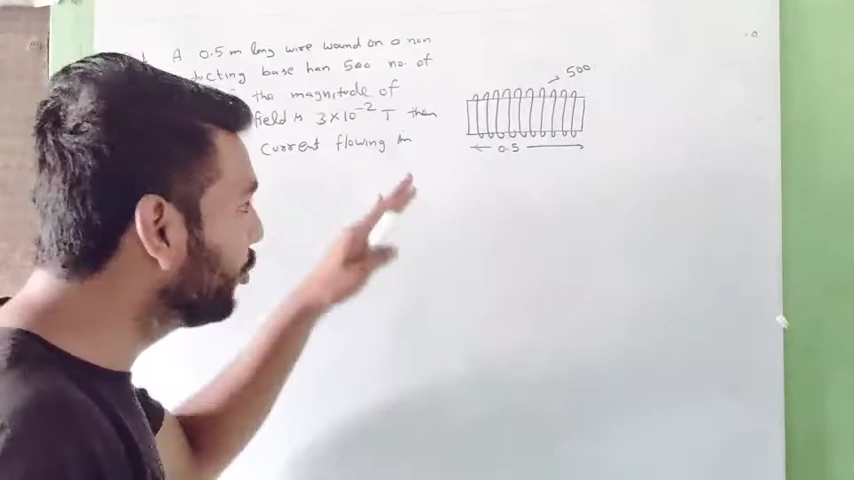 A 0.5 m long wire wound on a non
ducting base has 500 no. of
the magnitude of
field is 3×10⁻² T then
current flowing in
500
0.5